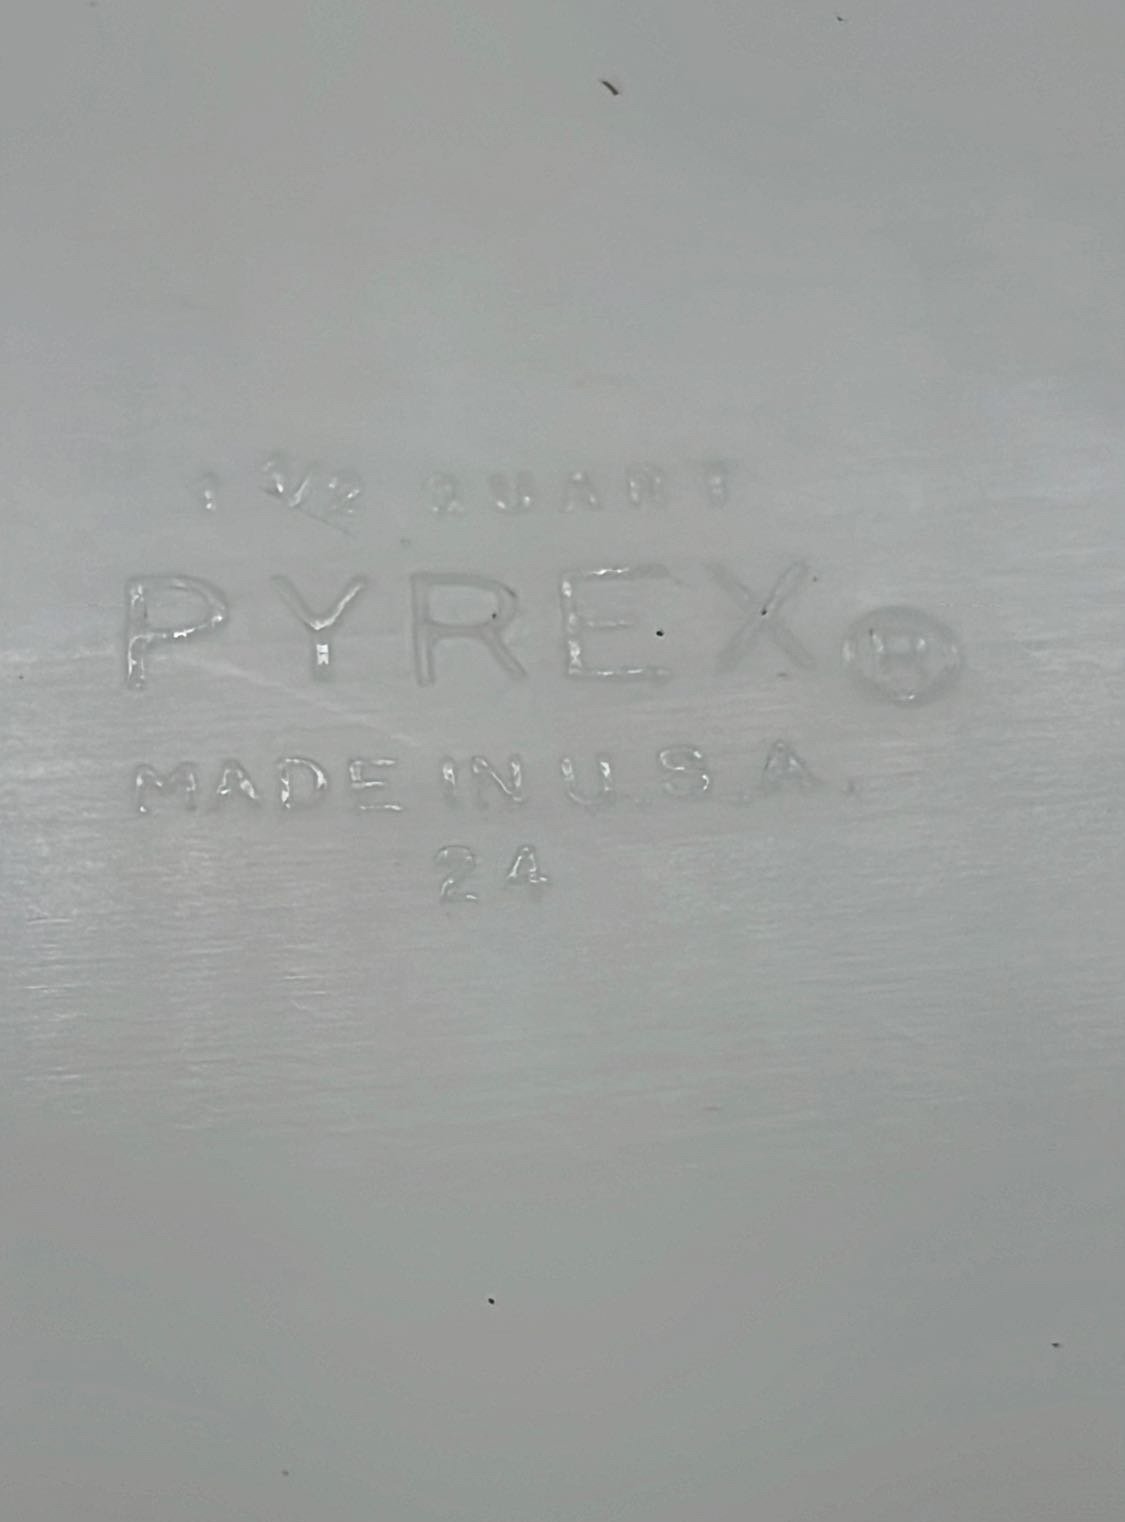 1 1/2 QUART
PYREX ®
MADE IN U.S.A.
24